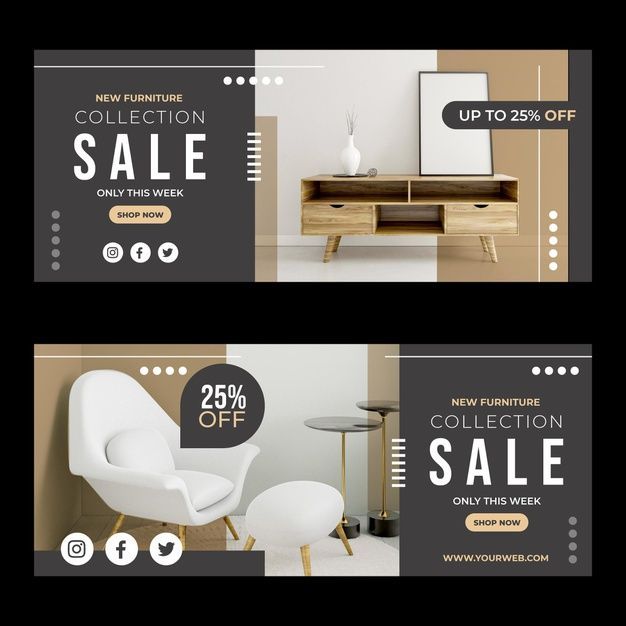 NEW FURNITURE
COLLECTION
SALE
ONLY THIS WEEK
SHOP NOW
UP TO 25% OFF
25%
OFF
NEW FURNITURE
COLLECTION
SALE
ONLY THIS WEEK
SHOP NOW
WWW.YOURWEB.COM